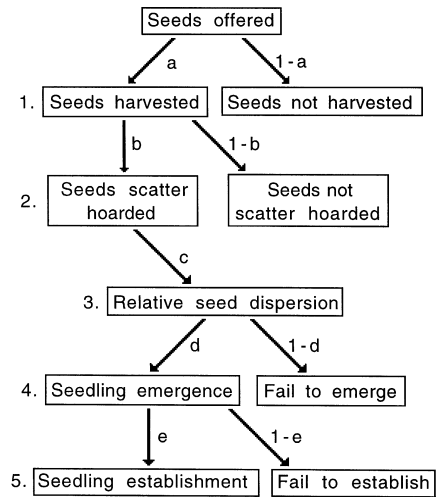 Seeds offered
a
1-a
1. Seeds harvested
Seeds not harvested
b
1-b
2. Seeds scatter
hoarded
Seeds not
scatter hoarded
c
3. Relative seed dispersion
d
1-d
4. Seedling emergence
Fail to emerge
e
1-e
5. Seedling establishment
Fail to establish